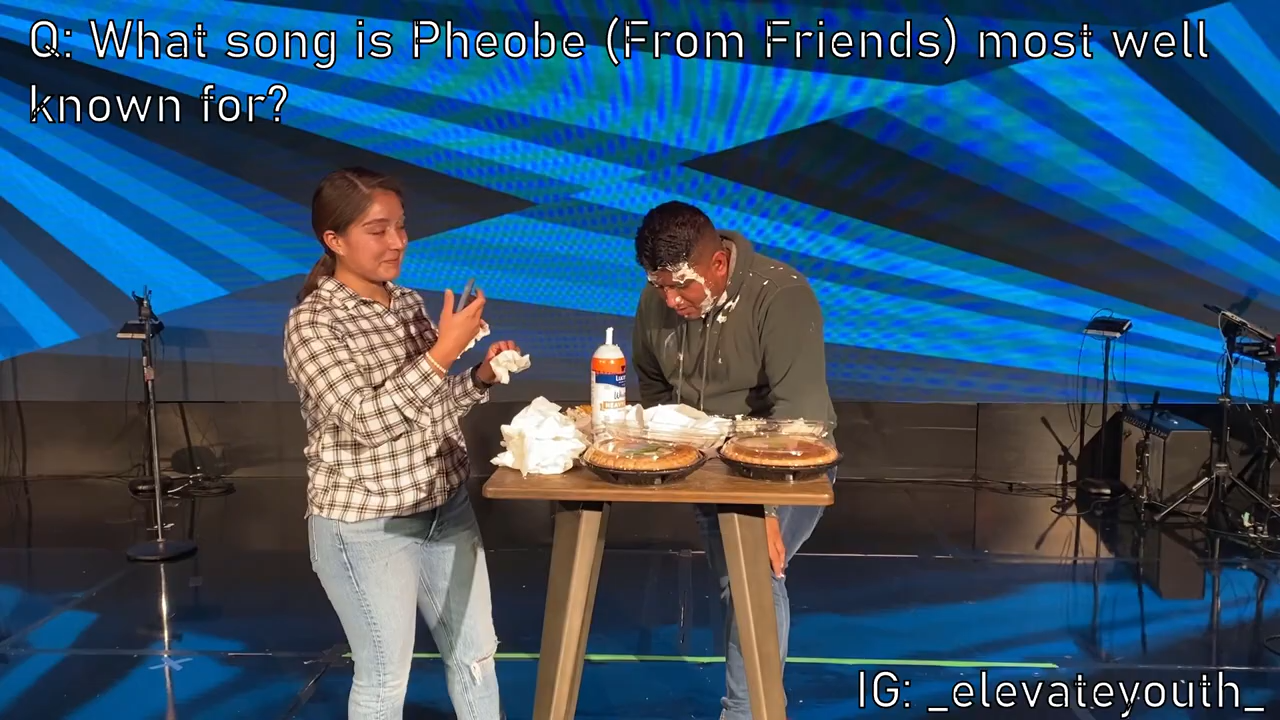 Q: What song is Pheobe (From Friends) most well
known for?
IG: _elevateyouth_